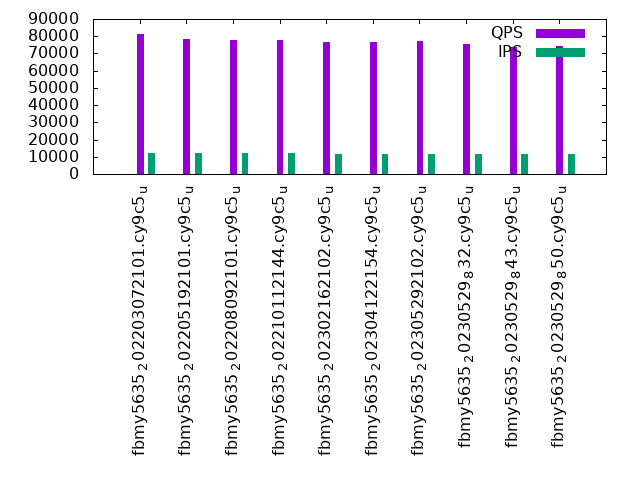 90000
80000
70000
60000
50000
40000
30000
20000
10000
0
QPS
IPS
fbmy5635₂02203072101.cy9c5ᵤ
fbmy5635₂02205192101.cy9c5ᵤ
fbmy5635₂02208092101.cy9c5ᵤ
fbmy5635₂02210112144.cy9c5ᵤ
fbmy5635₂02302162102.cy9c5ᵤ
fbmy5635₂02304122154.cy9c5ᵤ
fbmy5635₂02305292102.cy9c5ᵤ
fbmy5635₂0230529₈32.cy9c5ᵤ
fbmy5635₂0230529₈43.cy9c5ᵤ
fbmy5635₂0230529₈50.cy9c5ᵤ